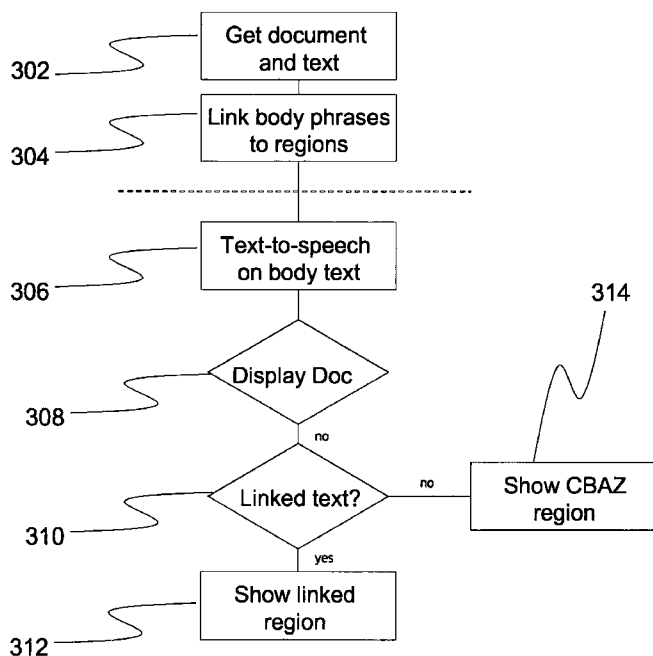 Get document
and text
302
Link body phrases
to regions
304
Text-to-speech
on body text
306
314
Display Doc
308
no
Linked text?
no
Show CBAZ
region
310
yes
Show linked
region
312